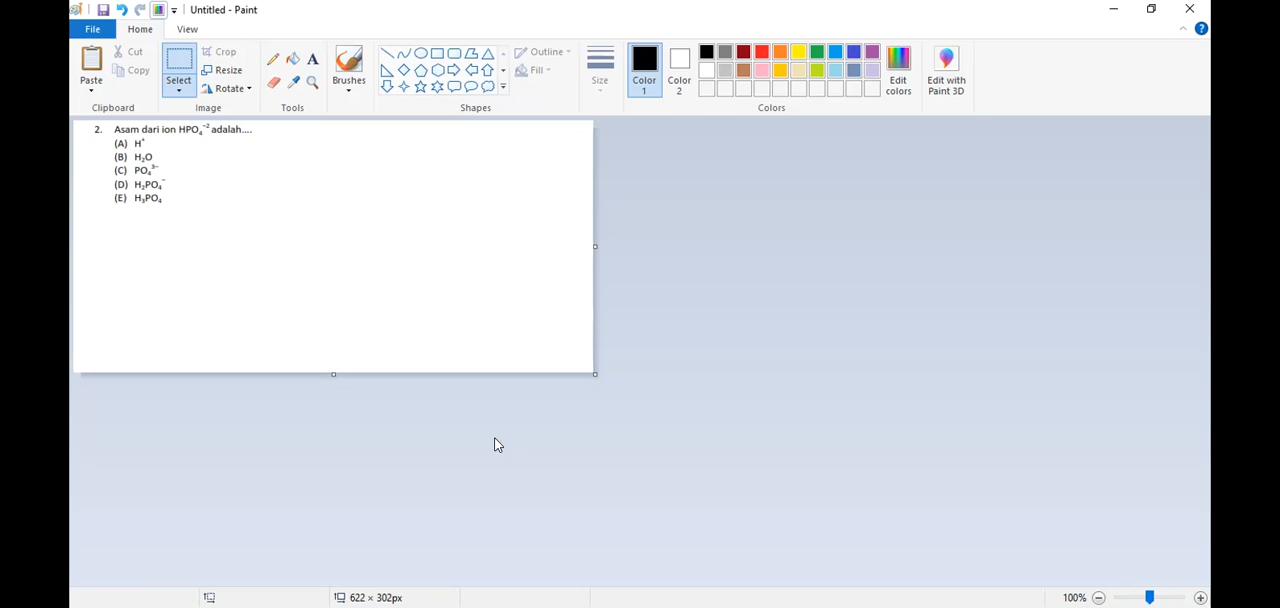 Untitled - Paint
File Home View
Paste
Cut
Copy
Clipboard
Select
Crop
Resize
Rotate
Image
Tools
Brushes
Shapes
Outline
Fill
Size
Color 1
Color 2
Colors
Edit colors
Edit with Paint 3D
2. Asam dari ion HPO₄⁻² adalah....
(A) H⁺
(B) H₂O
(C) PO₄³⁻
(D) H₂PO₄⁻
(E) H₃PO₄
622 × 302px
100%